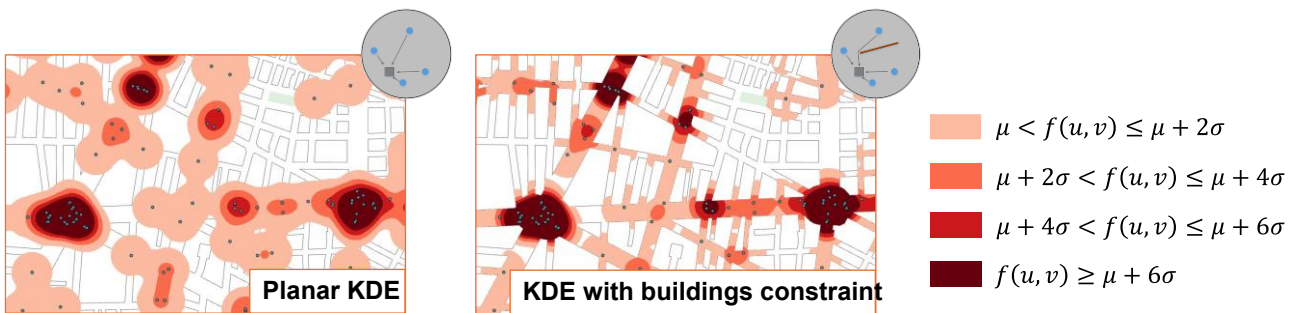 Planar KDE
KDE with buildings constraint
μ < f(u, v) ≤ μ + 2σ
μ + 2σ < f(u, v) ≤ μ + 4σ
μ + 4σ < f(u, v) ≤ μ + 6σ
f(u, v) ≥ μ + 6σ